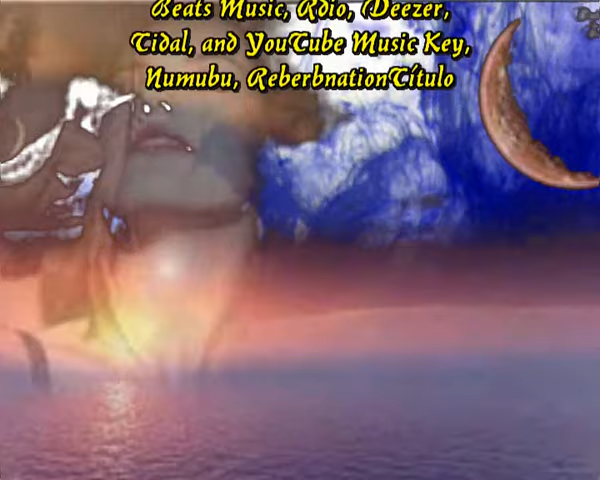 Beats Music, Rdio, Deezer,
Tidal, and YouTube Music Key,
Numubu, ReberbnationTítulo